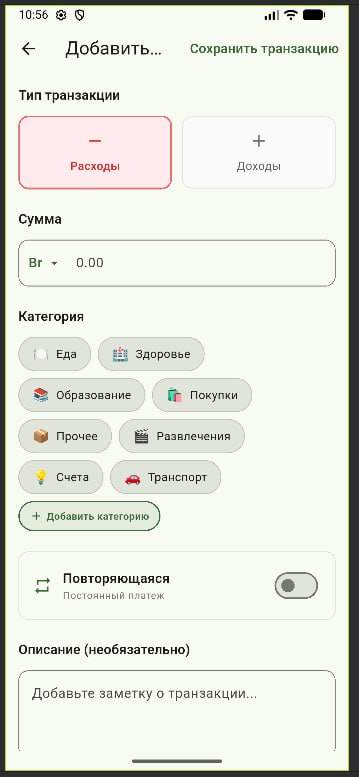 10:56
Добавить... Сохранить транзакцию
Тип транзакции
Расходы Доходы
Сумма
Br 0.00
Категория
Еда Здоровье
Образование Покупки
Прочее Развлечения
Счета Транспорт
+ Добавить категорию
Повторяющаяся
Постоянный платеж
Описание (необязательно)
Добавьте заметку о транзакции...